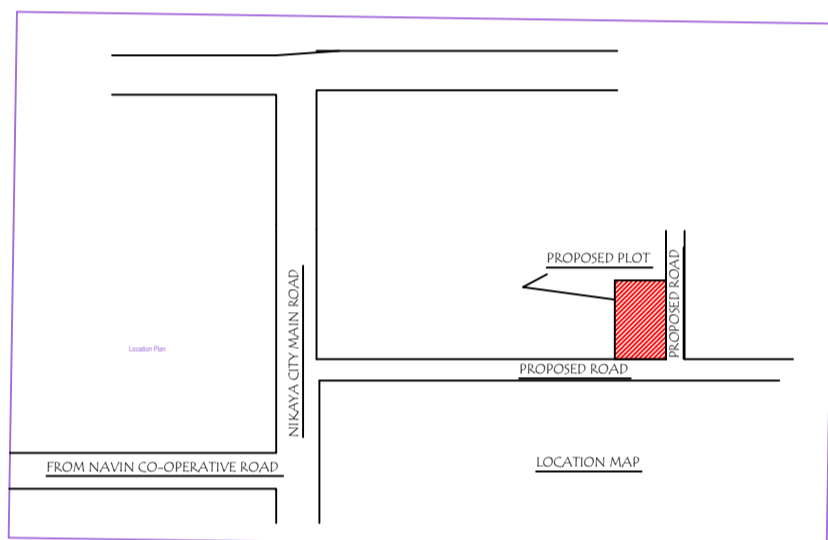 PROPOSED PLOT
PROPOSED ROAD
NIKAYA CITY MAIN ROAD
Location Plan
PROPOSED ROAD
FROM NAVIN CO-OPERATIVE ROAD
LOCATION MAP